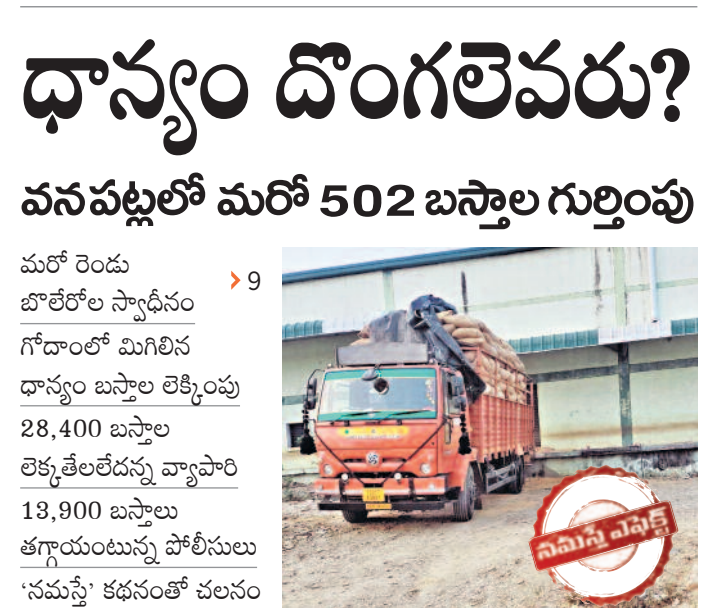 ధాన్యం దొంగలెవరు?
వనపట్లలో మరో 502 బస్తాల గుర్తింపు
మరో రెండు
బొలేరోల స్వాధీనం
9
గోదాంలో మిగిలిన
ధాన్యం బస్తాల లెక్కింపు
28,400 బస్తాల
లెక్కతేలలేదన్న వ్యాపారి
13,900 బస్తాలు
తగ్గాయంటున్న పోలీసులు
‘నమస్తే’ కథనంతో చలనం
నమస్తే ఎఫెక్ట్